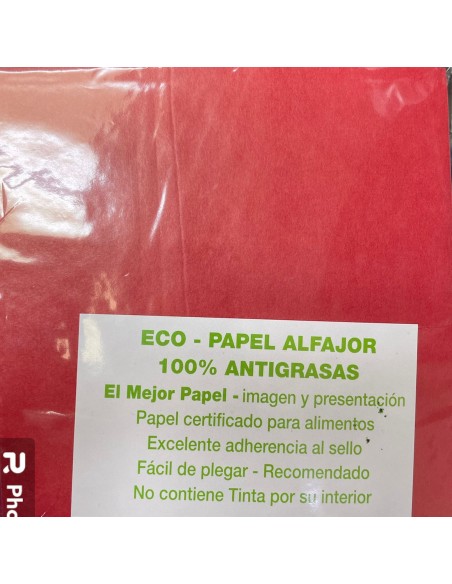 ECO - PAPEL ALFAJOR
100% ANTIGRASAS
El Mejor Papel - imagen y presentación
Papel certificado para alimentos
Excelente adherencia al sello
Fácil de plegar - Recomendado
No contiene Tinta por su interior
R Pho